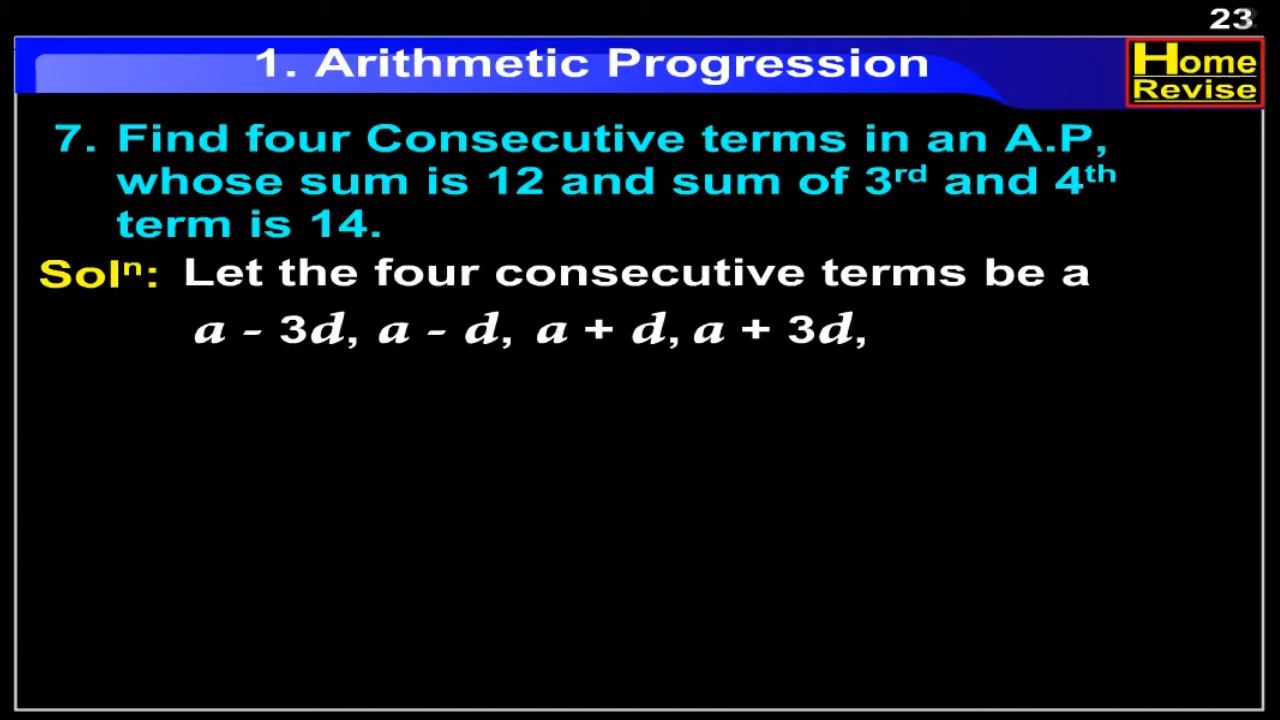 23
1. Arithmetic Progression
Home
Revise
7. Find four Consecutive terms in an A.P,
whose sum is 12 and sum of 3rd and 4th
term is 14.
Solⁿ: Let the four consecutive terms be a
a - 3d, a - d, a + d, a + 3d,